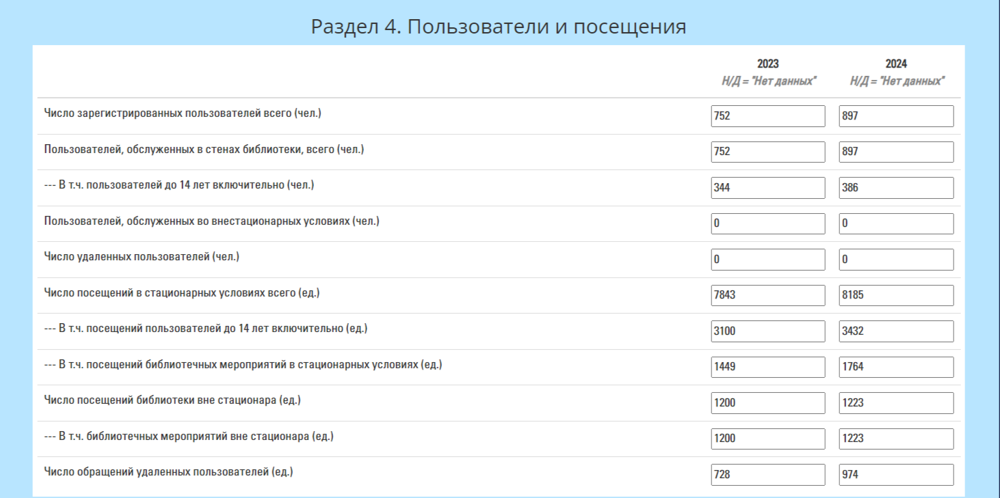 Раздел 4. Пользователи и посещения
2023 2024
Н/Д = "Нет данных" Н/Д = "Нет данных"
Число зарегистрированных пользователей всего (чел.) 752 897
Пользователей, обслуженных в стенах библиотеки, всего (чел.) 752 897
--- В т.ч. пользователей до 14 лет включительно (чел.) 344 386
Пользователей, обслуженных во внестационарных условиях (чел.) 0 0
Число удаленных пользователей (чел.) 0 0
Число посещений в стационарных условиях всего (ед.) 7843 8185
--- В т.ч. посещений пользователей до 14 лет включительно (ед.) 3100 3432
--- В т.ч. посещений библиотечных мероприятий в стационарных условиях (ед.) 1449 1764
Число посещений библиотеки вне стационара (ед.) 1200 1223
--- В т.ч. библиотечных мероприятий вне стационара (ед.) 1200 1223
Число обращений удаленных пользователей (ед.) 728 974